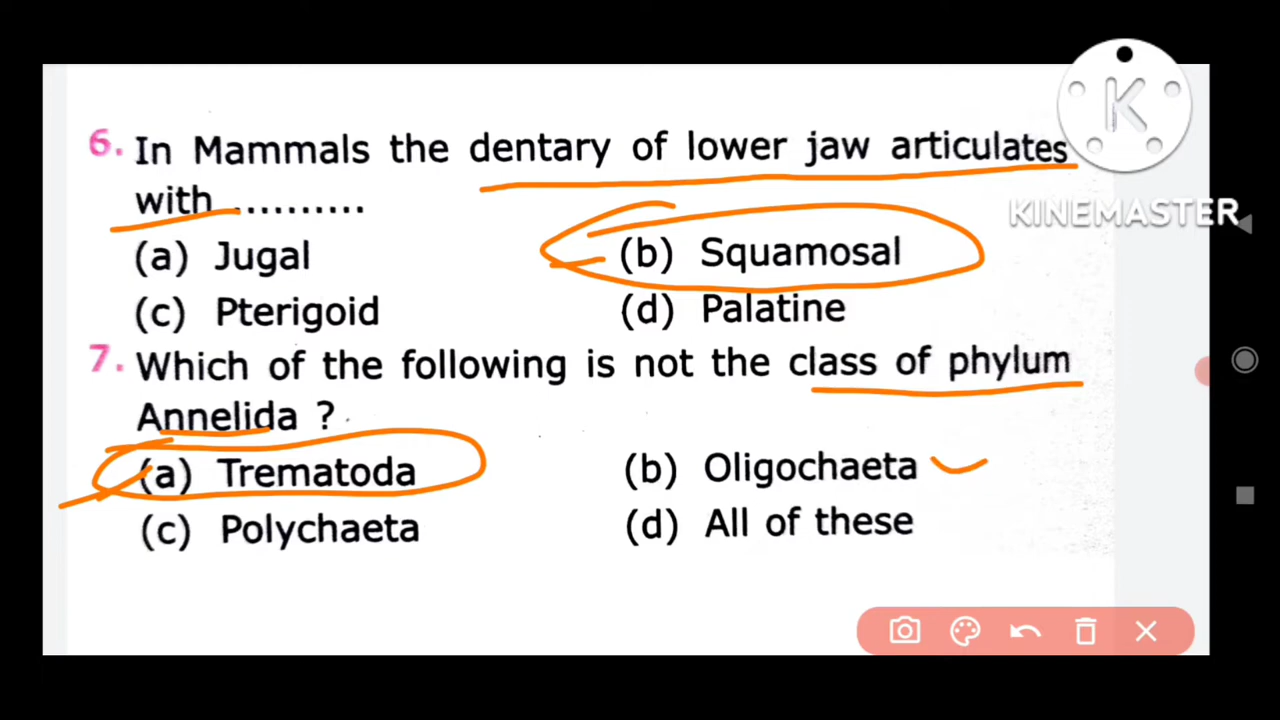 6. In Mammals the dentary of lower jaw articulates
with ..........
(a) Jugal (b) Squamosal
(c) Pterigoid (d) Palatine
7. Which of the following is not the class of phylum
Annelida ?
(a) Trematoda (b) Oligochaeta
(c) Polychaeta (d) All of these
K
KINEMASTER